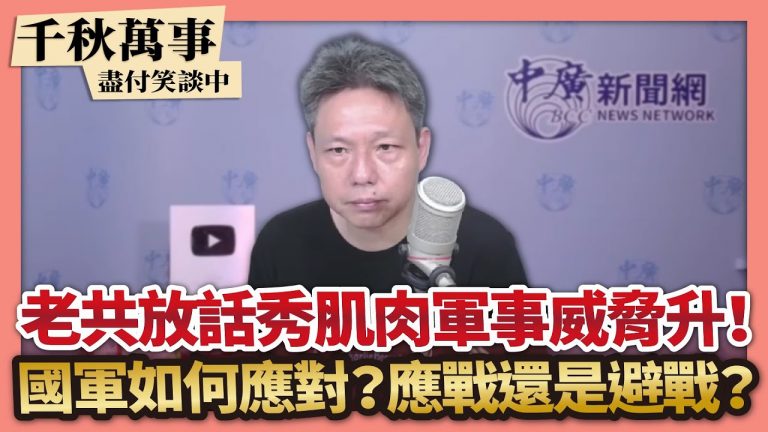 千秋萬事
盡付笑談中
中廣新聞網
BCC NEWS NETWORK
老共放話秀肌肉軍事威脅升！
國軍如何應對？應戰還是避戰？